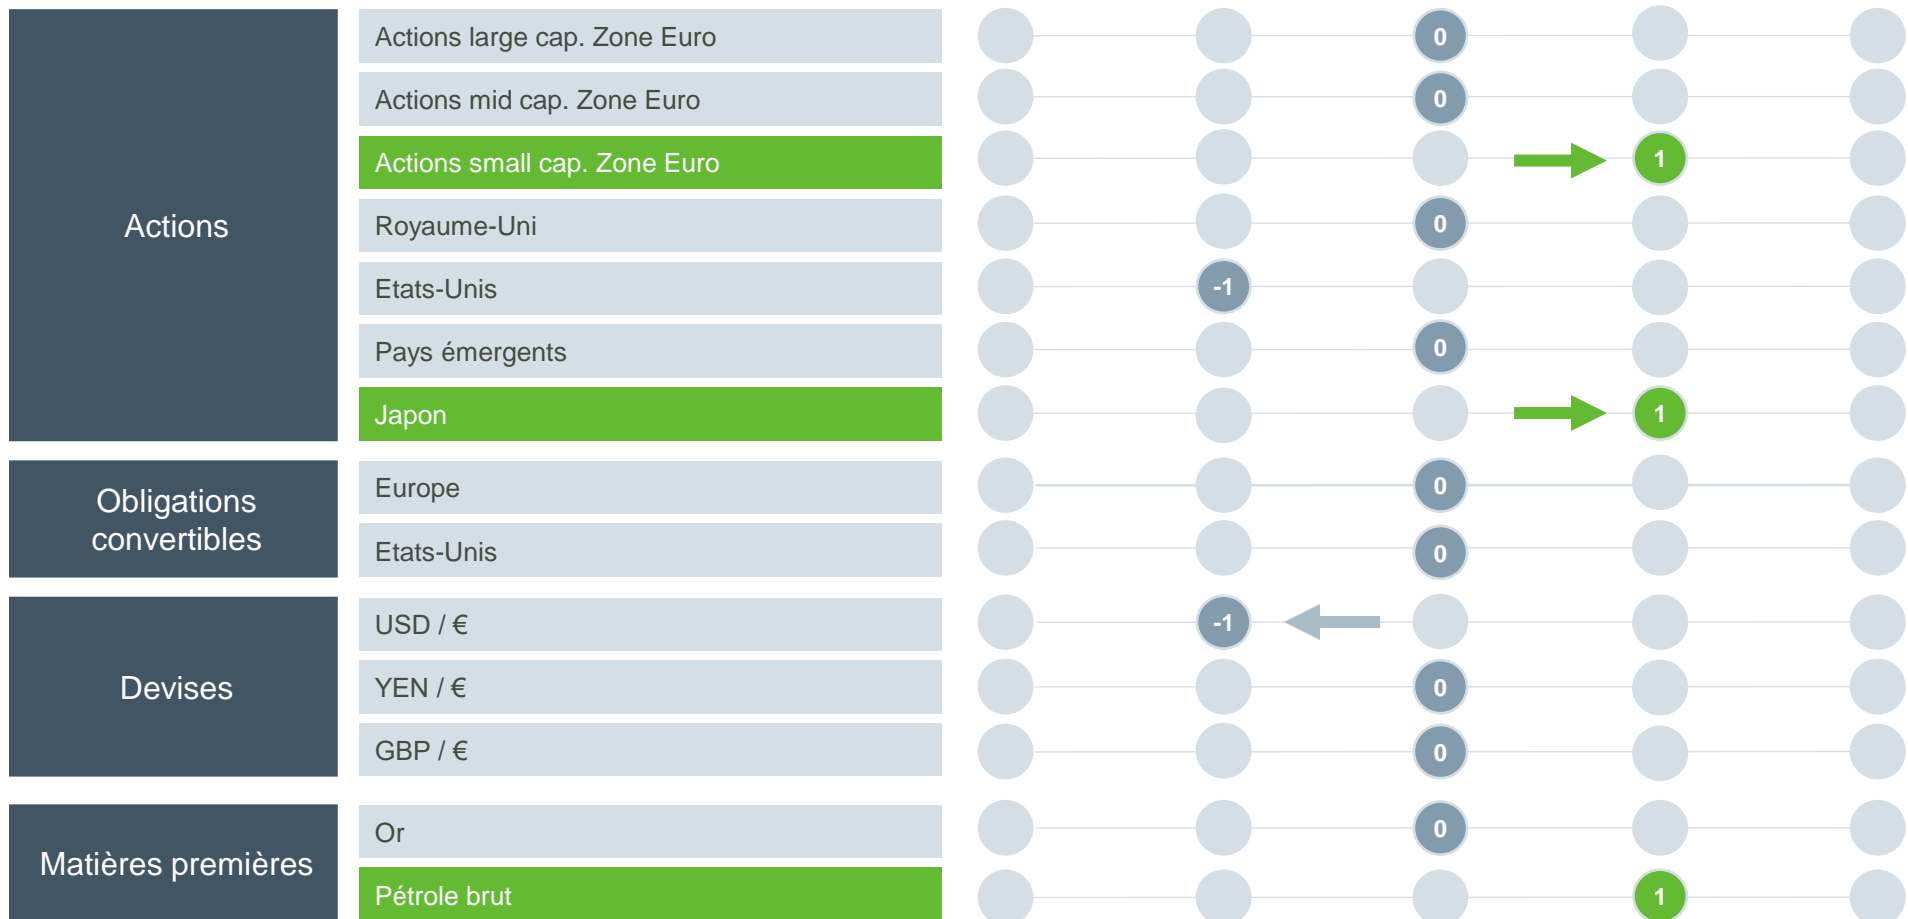 Actions
Actions large cap. Zone Euro
0
Actions mid cap. Zone Euro
0
Actions small cap. Zone Euro
1
Royaume-Uni
0
Etats-Unis
-1
Pays émergents
0
Japon
1
Obligations
convertibles
Europe
0
Etats-Unis
0
Devises
USD / €
-1
YEN / €
0
GBP / €
0
Matières premières
Or
0
Pétrole brut
1